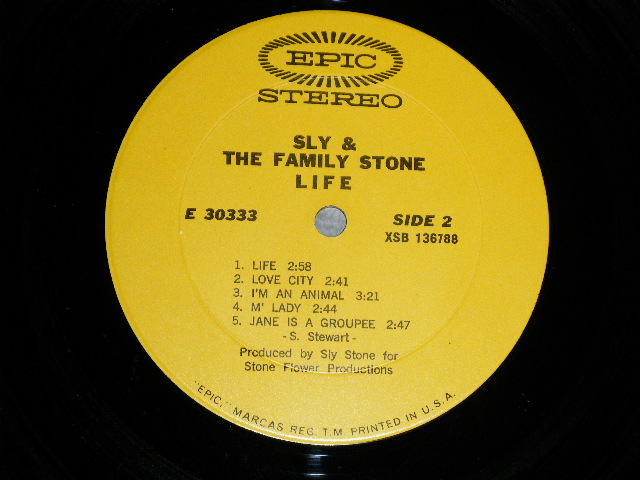 EPIC
STEREO
SLY &
THE FAMILY STONE
LIFE
E 30333
SIDE 2
XSB 136788
1. LIFE 2:58
2. LOVE CITY 2:41
3. I'M AN ANIMAL 3:21
4. M' LADY 2:44
5. JANE IS A GROUPEE 2:47
-S. Stewart-
Produced by Sly Stone for
Stone Flower Productions
"EPIC," MARCAS REG. T.M. PRINTED IN U.S.A.